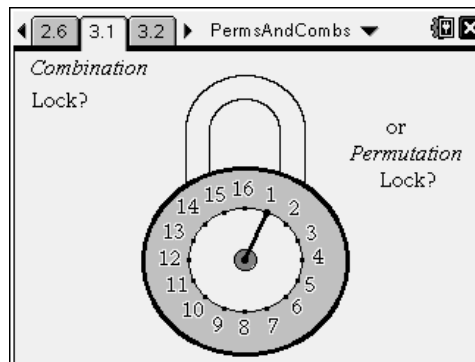 2.6 3.1 3.2 PermsAndCombs
Combination
Lock?
or
Permutation
Lock?
16
1
2
3
4
5
6
7
8
9
10
11
12
13
14
15